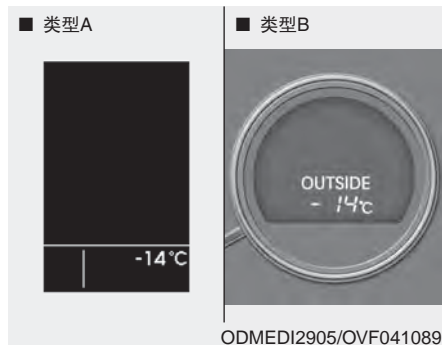 ■ 类型A
■ 类型B
-14°C
OUTSIDE
- 14°C
ODMEDI2905/OVF041089